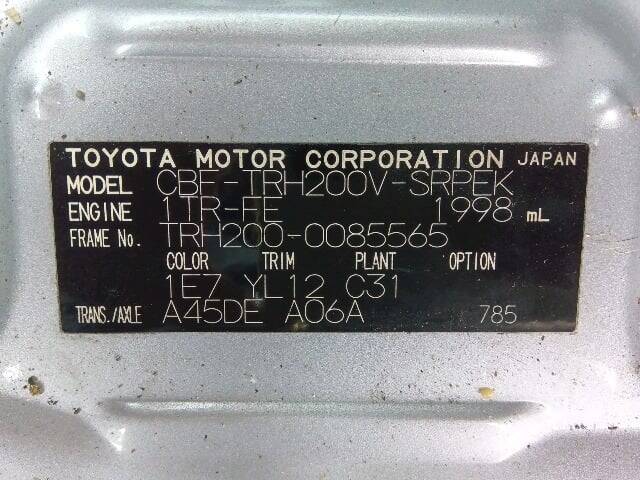 TOYOTA MOTOR CORPORATION JAPAN
MODEL CBF-TRH200V-SRPEK
ENGINE 1TR-FE 1998 mL
FRAME No. TRH200-0085565
COLOR TRIM PLANT OPTION
1E7 YL12 C31
TRANS./AXLE A45DE A06A 785